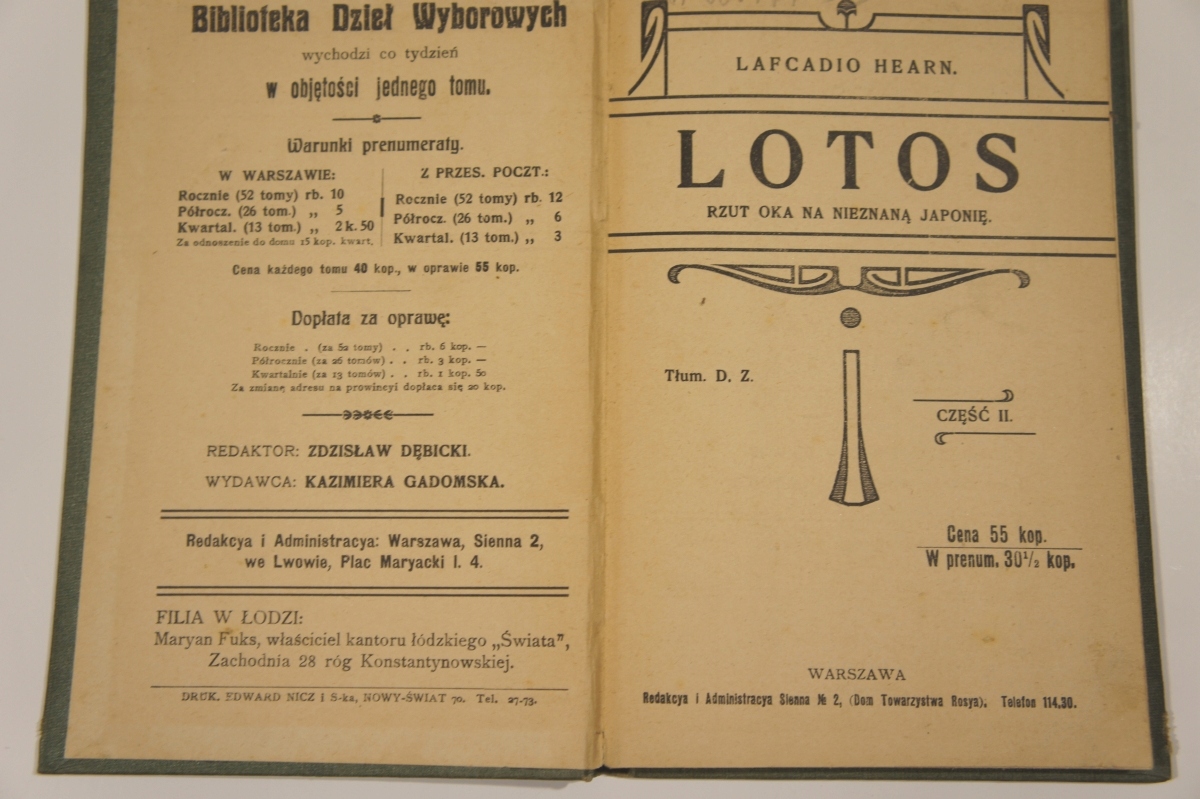 Biblioteka Dzieł Wyborowych
wychodzi co tydzień
w objętości jednego tomu.
Warunki prenumeraty.
W WARSZAWIE:
Rocznie (52 tomy) rb. 10
Półrocz. (26 tom.) „ 5
Kwartal. (13 tom.) „ 2 k. 50
Za odnoszenie do domu 15 kop. kwart.
Z PRZES. POCZT.:
Rocznie (52 tomy) rb. 12
Półrocz. (26 tom.) „ 6
Kwartal. (13 tom.) „ 3
Cena każdego tomu 40 kop., w oprawie 55 kop.
Dopłata za oprawę:
Rocznie . (za 52 tomy) . . rb. 6 kop. —
Półrocznie (za 26 tomów) . . rb. 3 kop. —
Kwartalnie (za 13 tomów) . . rb. 1 kop. 50
Za zmianę adresu na prowincyi dopłaca się 20 kop.
REDAKTOR: ZDZISŁAW DĘBICKI.
WYDAWCA: KAZIMIERA GADOMSKA.
Redakcya i Administracya: Warszawa, Sienna 2,
we Lwowie, Plac Maryacki l. 4.
FILIA W ŁODZI:
Maryan Fuks, właściciel kantoru łódzkiego „Świata”,
Zachodnia 28 róg Konstantynowskiej.
DRUK. EDWARD NICZ i S-ka, NOWY-ŚWIAT 70. Tel. 27-73.
LAFCADIO HEARN.
LOTOS
RZUT OKA NA NIEZNANĄ JAPONIĘ.
Tłum. D. Z.
CZĘŚĆ II.
Cena 55 kop.
W prenum. 30½ kop.
WARSZAWA
Redakcya i Administracya Sienna № 2, (Dom Towarzystwa Rosya). Telefon 114.30.